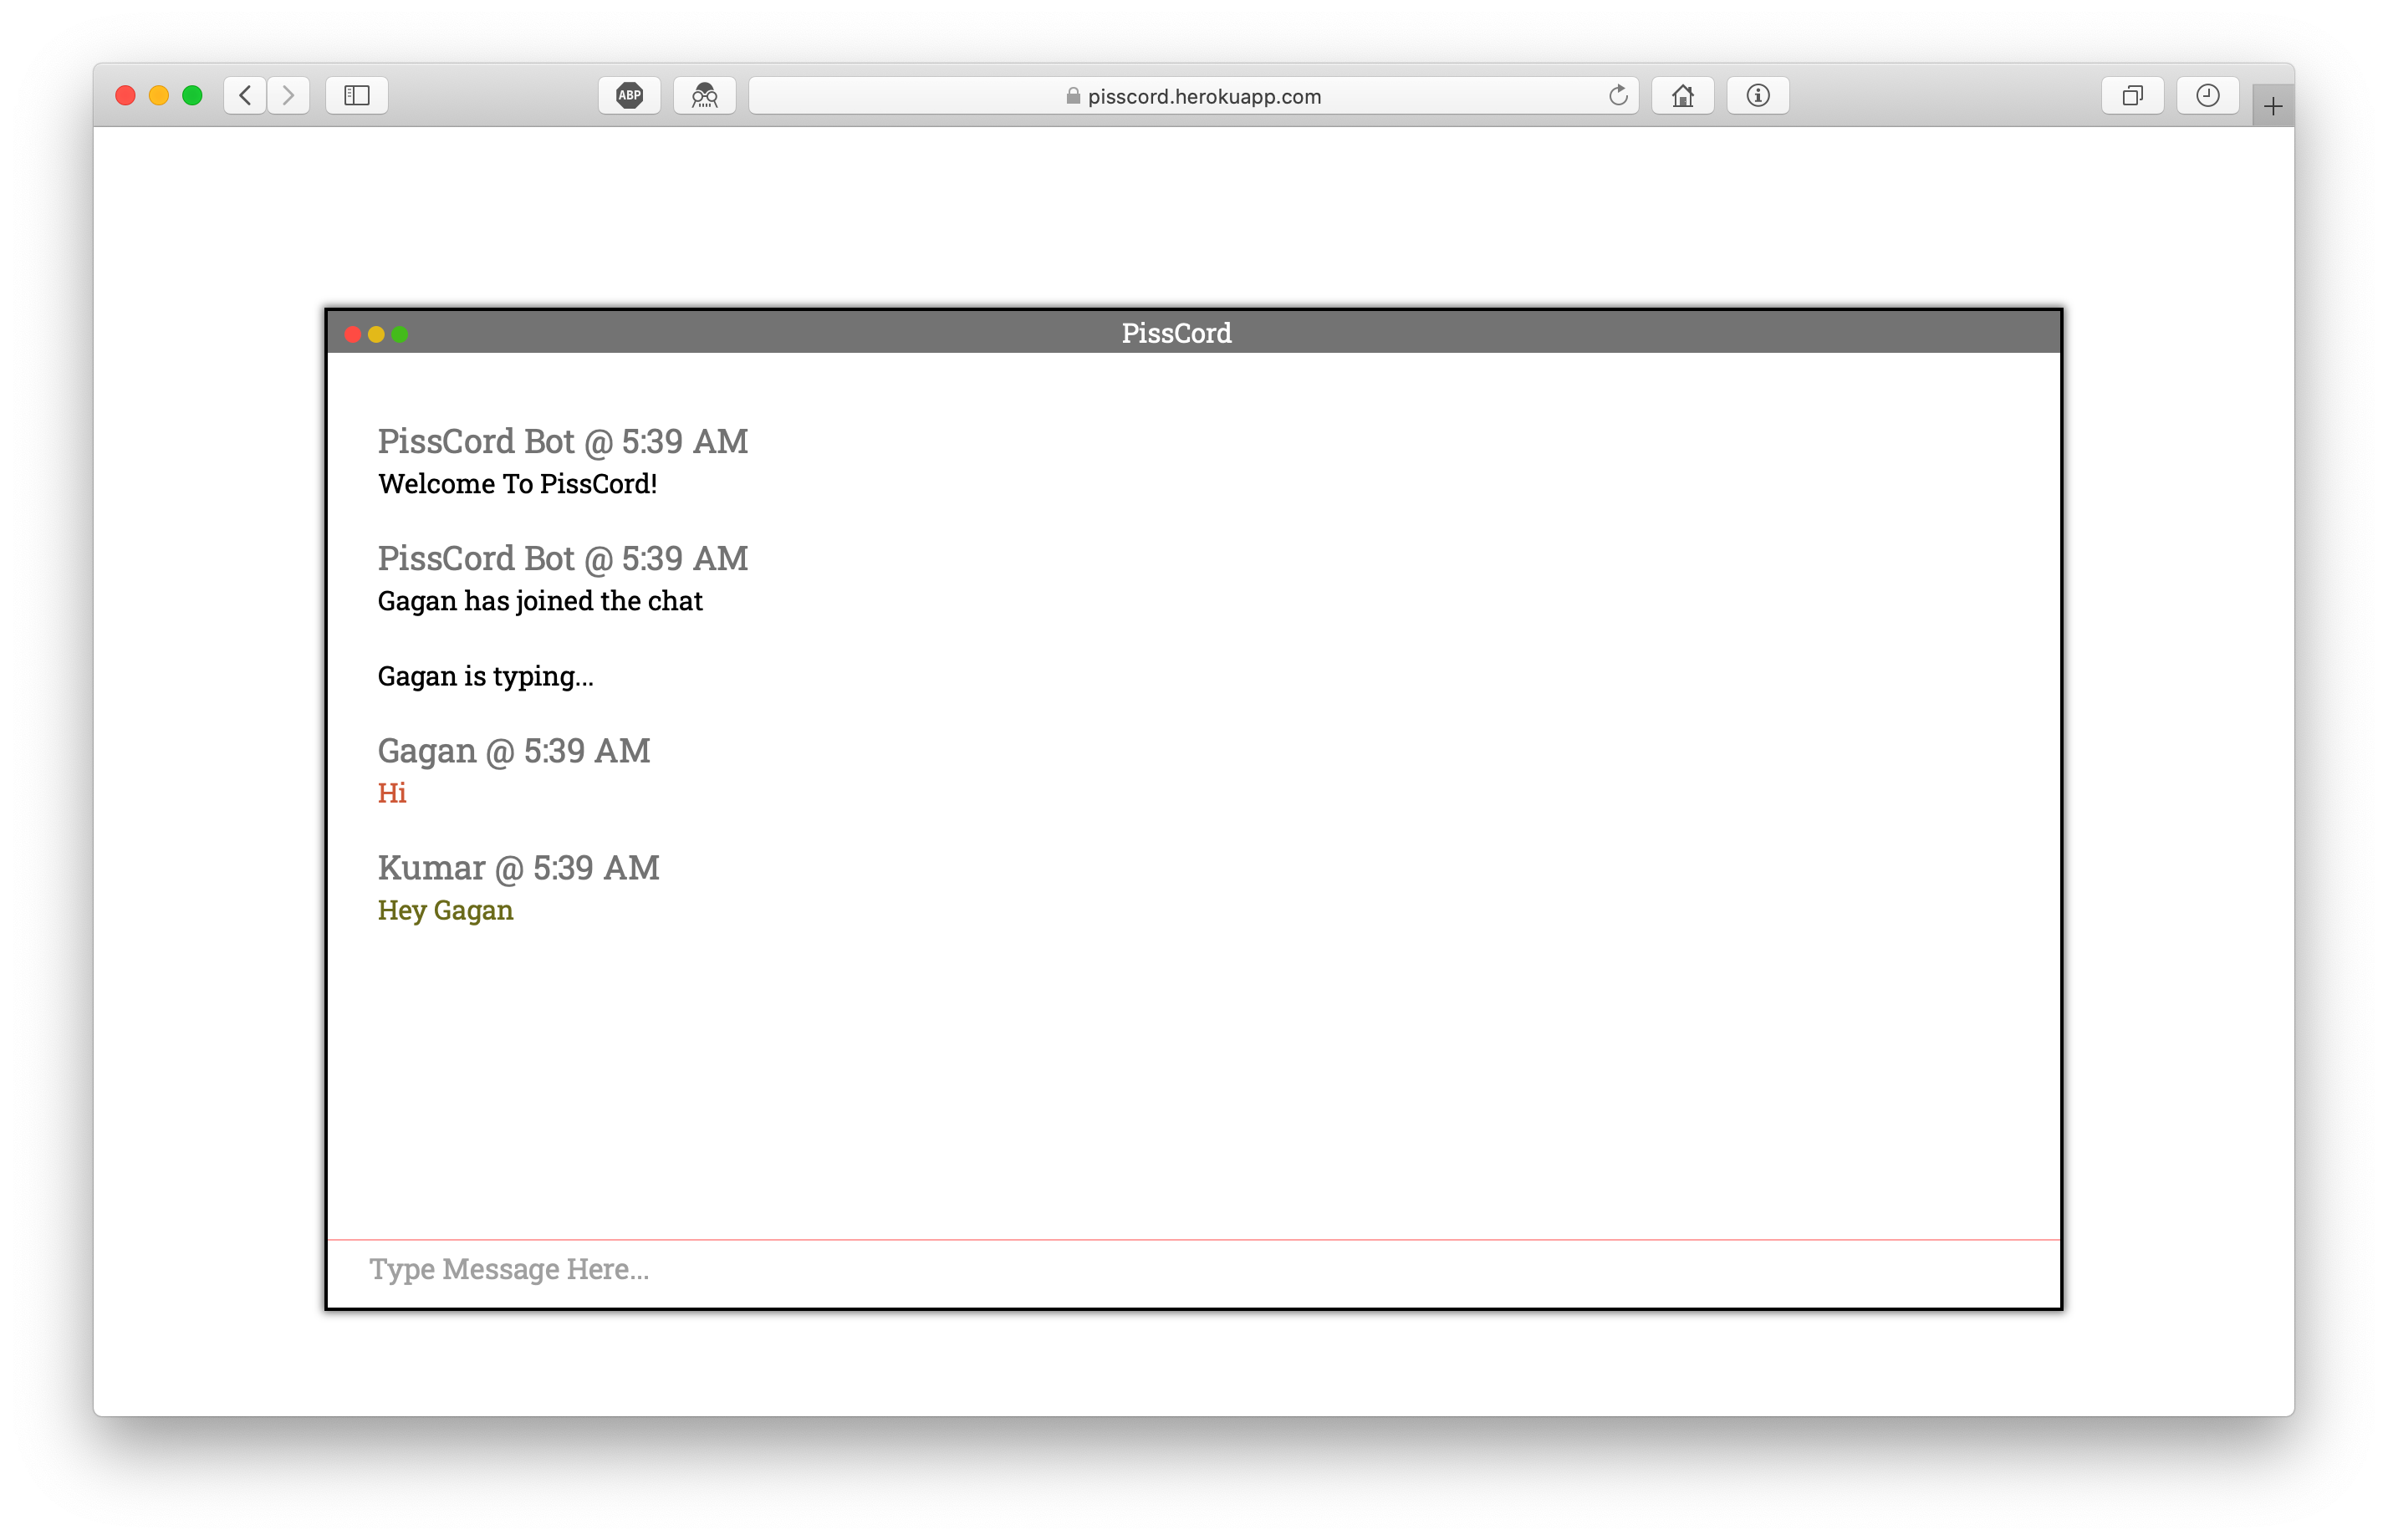 ABP
pisscord.herokuapp.com
PissCord
PissCord Bot @ 5:39 AM
Welcome To PissCord!
PissCord Bot @ 5:39 AM
Gagan has joined the chat
Gagan is typing...
Gagan @ 5:39 AM
Hi
Kumar @ 5:39 AM
Hey Gagan
Type Message Here...